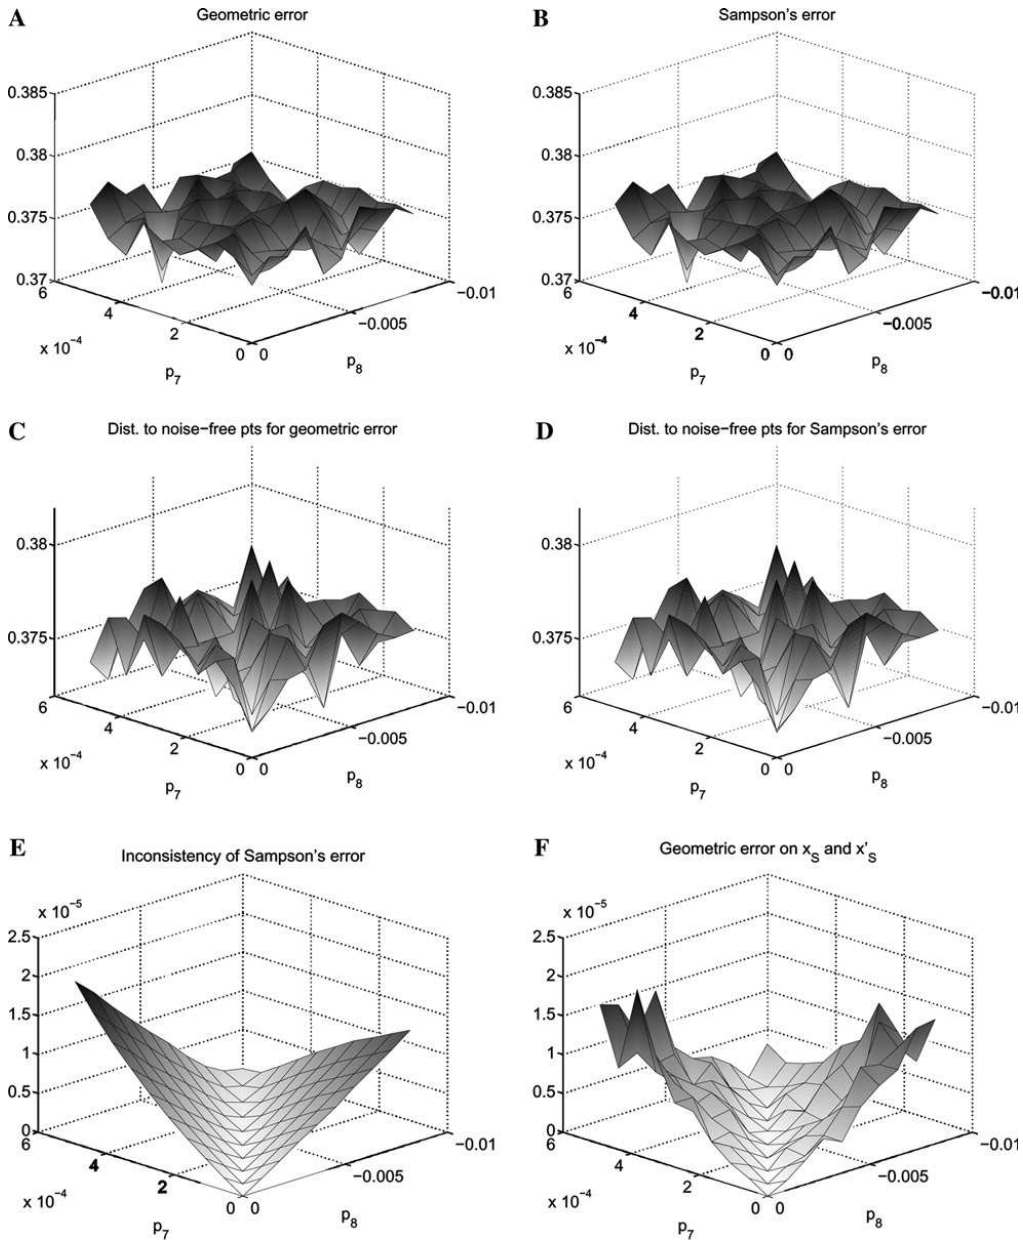 A
Geometric error
0.385
0.38
0.375
0.37
6
4
2
0 0
x 10⁻⁴
p₇
p₈
−0.005
−0.01
B
Sampson's error
0.385
0.38
0.375
0.37
6
4
2
0 0
x 10⁻⁴
p₇
p₈
−0.005
−0.01
C
Dist. to noise−free pts for geometric error
0.38
0.375
6
4
2
0 0
x 10⁻⁴
p₇
p₈
−0.005
−0.01
D
Dist. to noise−free pts for Sampson's error
0.38
0.375
6
4
2
0 0
x 10⁻⁴
p₇
p₈
−0.005
−0.01
E
Inconsistency of Sampson's error
x 10⁻⁵
2.5
2
1.5
1
0.5
0
6
4
2
0 0
x 10⁻⁴
p₇
p₈
−0.005
−0.01
F
Geometric error on x_S and x'_S
x 10⁻⁵
2.5
2
1.5
1
0.5
0
6
4
2
0 0
x 10⁻⁴
p₇
p₈
−0.005
−0.01